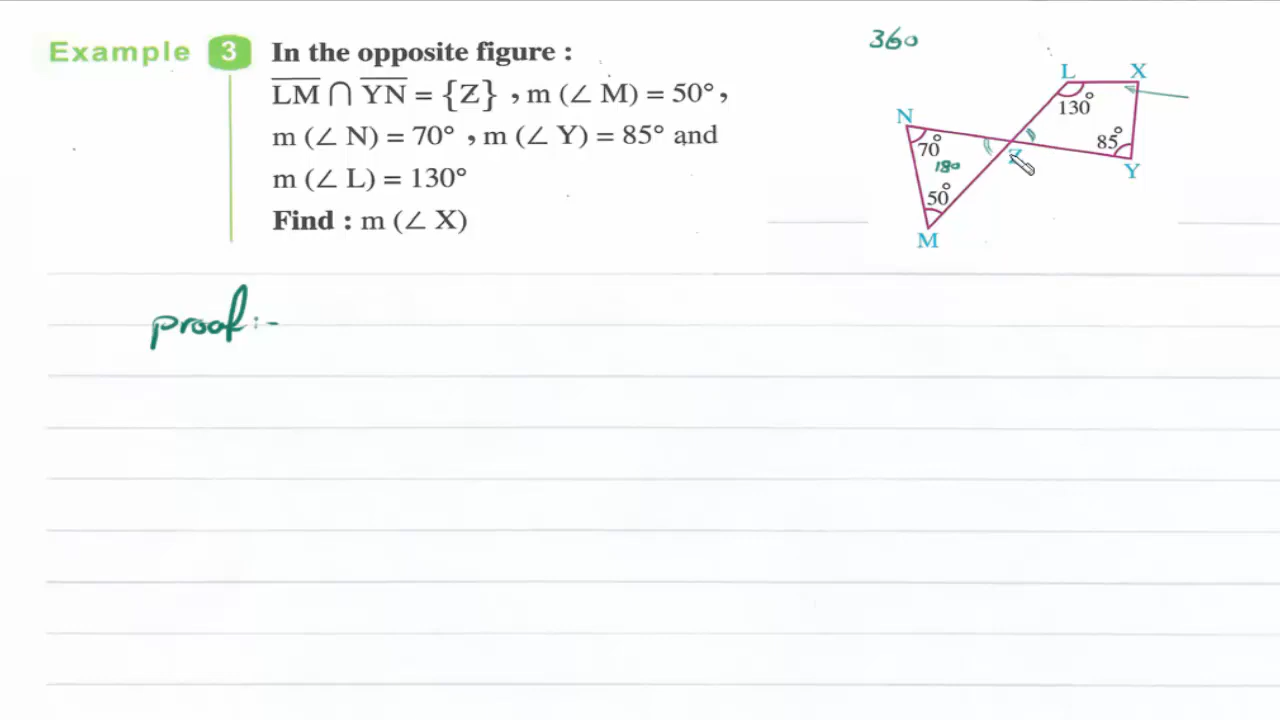 Example 3 In the opposite figure :
LM ∩ YN = {Z} , m (∠ M) = 50° ,
m (∠ N) = 70° , m (∠ Y) = 85° and
m (∠ L) = 130°
Find : m (∠ X)
360
L X
130°
N
70°
85°
Z
180
Y
50°
M
proof :-